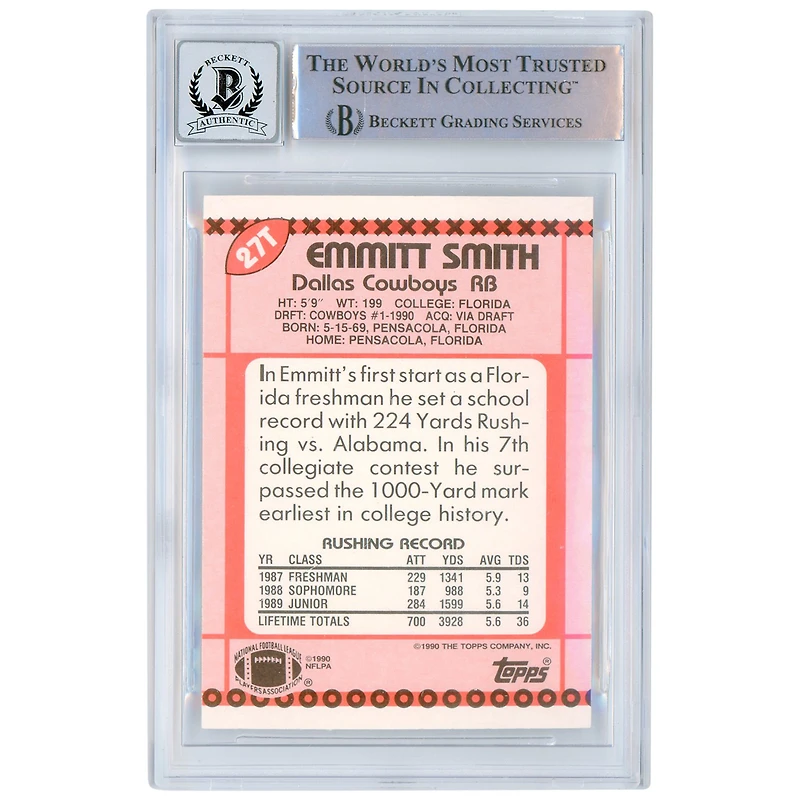 BECKETT
B
AUTHENTIC
THE WORLD'S MOST TRUSTED
SOURCE IN COLLECTING™
B BECKETT GRADING SERVICES
27T
EMMITT SMITH
Dallas Cowboys RB
HT: 5'9" WT: 199 COLLEGE: FLORIDA
DRFT: COWBOYS #1-1990 ACQ: VIA DRAFT
BORN: 5-15-69, PENSACOLA, FLORIDA
HOME: PENSACOLA, FLORIDA
In Emmitt's first start as a Flor-
ida freshman he set a school
record with 224 Yards Rush-
ing vs. Alabama. In his 7th
collegiate contest he sur-
passed the 1000-Yard mark
earliest in college history.
RUSHING RECORD
YR CLASS ATT YDS AVG TDS
1987 FRESHMAN 229 1341 5.9 13
1988 SOPHOMORE 187 988 5.3 9
1989 JUNIOR 284 1599 5.6 14
LIFETIME TOTALS 700 3928 5.6 36
©1990 THE TOPPS COMPANY, INC.
NATIONAL FOOTBALL LEAGUE
PLAYERS ASSOCIATION
®
©1990
NFLPA
topps®